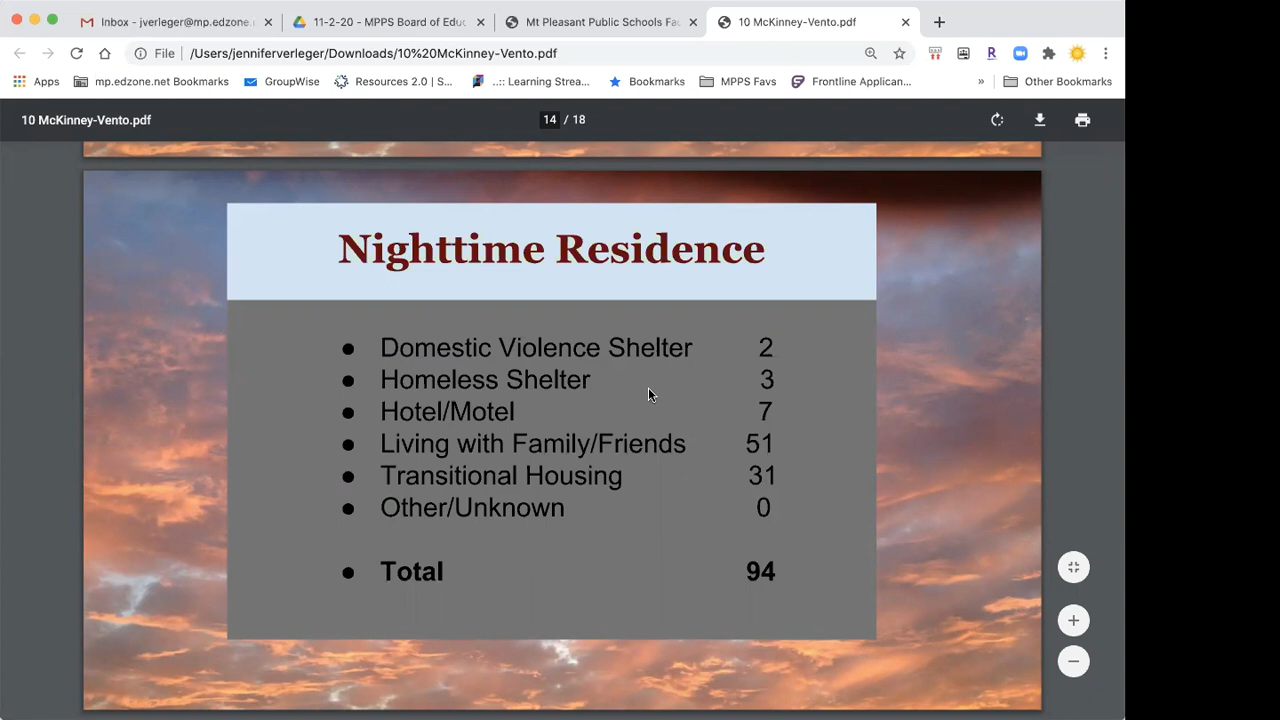 Inbox - jverleger@mp.edzone.
11-2-20 - MPPS Board of Educ
Mt Pleasant Public Schools Fac
10 McKinney-Vento.pdf
File | /Users/jenniferverleger/Downloads/10%20McKinney-Vento.pdf
Apps
mp.edzone.net Bookmarks
GroupWise
Resources 2.0 | S...
..:: Learning Strea...
Bookmarks
MPPS Favs
Frontline Applican...
»
Other Bookmarks
10 McKinney-Vento.pdf
14 / 18
Nighttime Residence
● Domestic Violence Shelter 2
● Homeless Shelter 3
● Hotel/Motel 7
● Living with Family/Friends 51
● Transitional Housing 31
● Other/Unknown 0
● Total 94